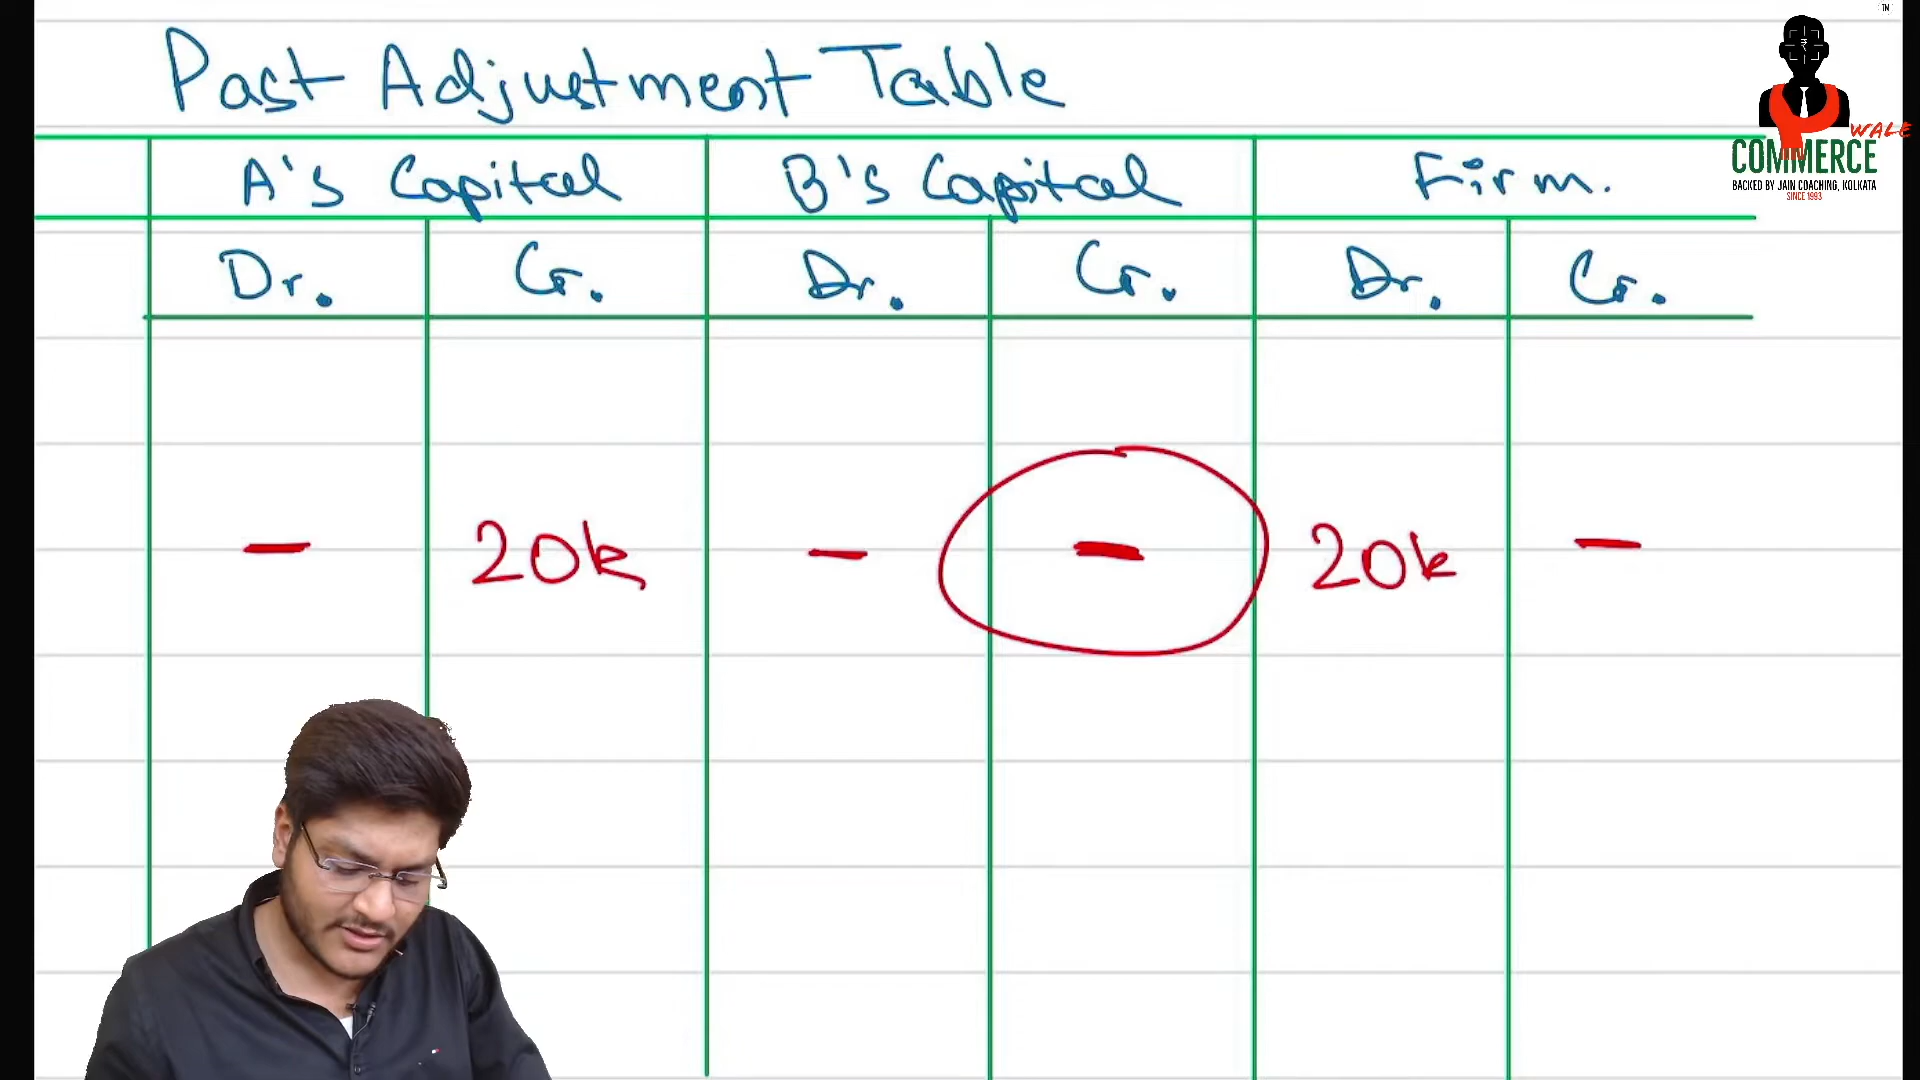 TM
Past Adjustment Table
WALE
COMMERCE
BACKED BY JAIN COACHING, KOLKATA
SINCE 1993
A's Capital B's Capital Firm.
Dr. Cr. Dr. Cr. Dr. Cr.
- 20k - - 20k -